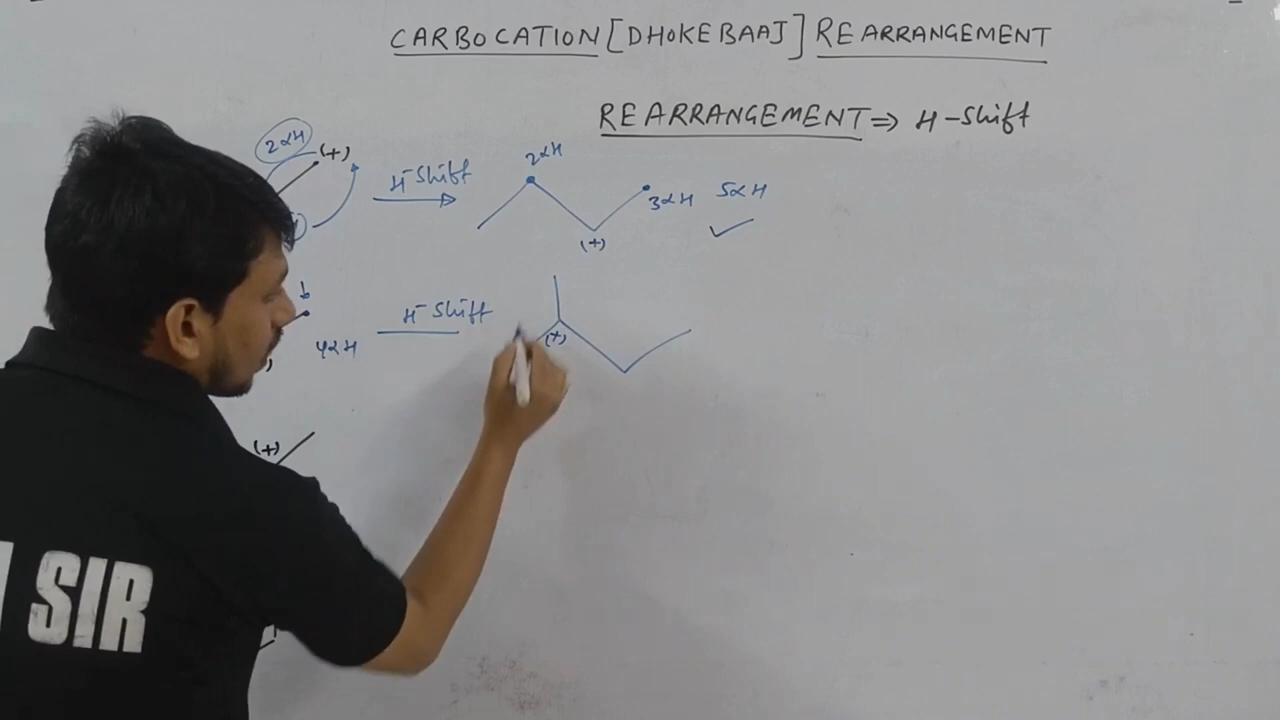 CARBOCATION [DHOKEBAAJ] REARRANGEMENT
REARRANGEMENT ⇒ H-Shift
2αH (+) H⁻ Shift 2αH (+) 3αH 5αH ✓
b 4αH H⁻ Shift (+)
(+)
SIR